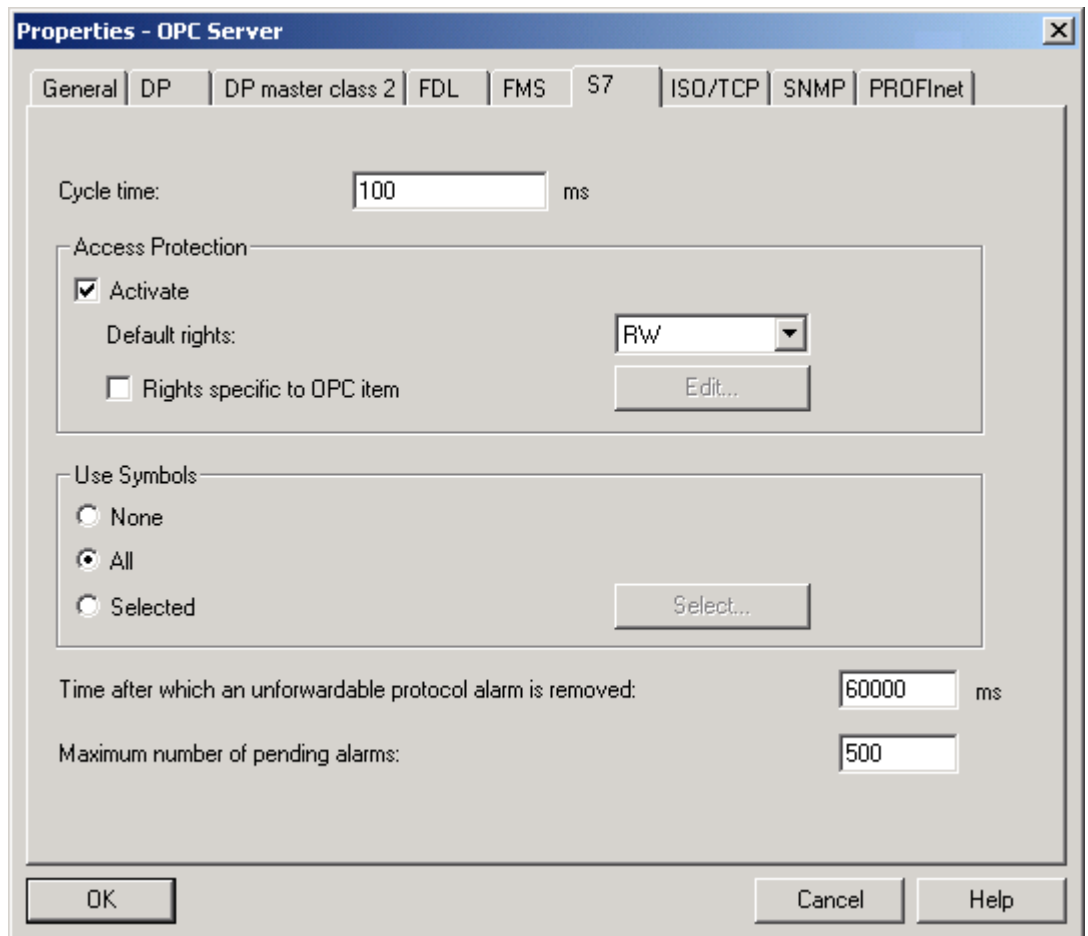 Properties - OPC Server
General DP DP master class 2 FDL FMS S7 ISO/TCP SNMP PROFInet
Cycle time: 100 ms
Access Protection
Activate
Default rights: RW
Rights specific to OPC item Edit...
Use Symbols
None
All
Selected Select...
Time after which an unforwardable protocol alarm is removed: 60000 ms
Maximum number of pending alarms: 500
OK Cancel Help